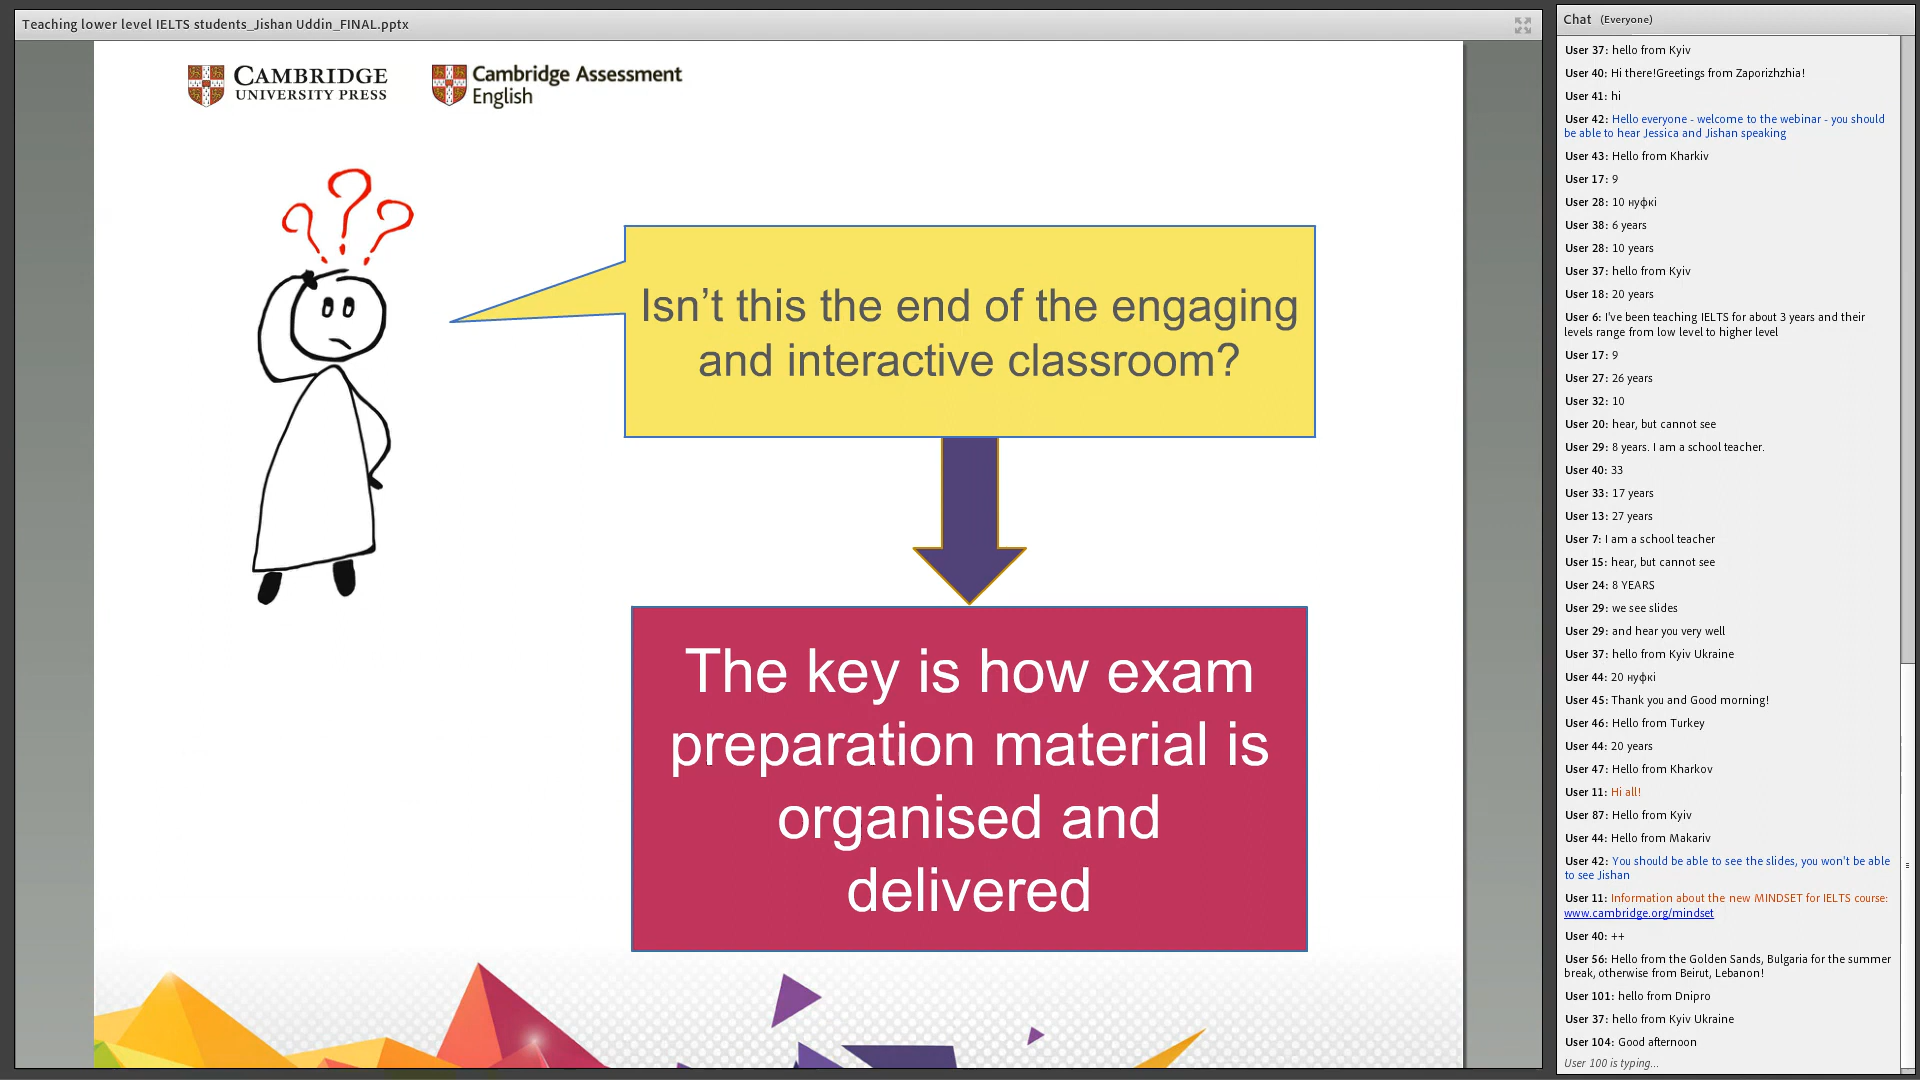 Teaching lower level IELTS students_Jishan Uddin_FINAL.pptx
CAMBRIDGE
UNIVERSITY PRESS
Cambridge Assessment
English
???
Isn’t this the end of the engaging
and interactive classroom?
The key is how exam
preparation material is
organised and
delivered
Chat (Everyone)
User 37: hello from Kyiv
User 40: Hi there!Greetings from Zaporizhzhia!
User 41: hi
User 42: Hello everyone - welcome to the webinar - you should
be able to hear Jessica and Jishan speaking
User 43: Hello from Kharkiv
User 17: 9
User 28: 10 нуфкі
User 38: 6 years
User 28: 10 years
User 37: hello from Kyiv
User 18: 20 years
User 6: I've been teaching IELTS for about 3 years and their
levels range from low level to higher level
User 17: 9
User 27: 26 years
User 32: 10
User 20: hear, but cannot see
User 29: 8 years. I am a school teacher.
User 40: 33
User 33: 17 years
User 13: 27 years
User 7: I am a school teacher
User 15: hear, but cannot see
User 24: 8 YEARS
User 29: we see slides
User 29: and hear you very well
User 37: hello from Kyiv Ukraine
User 44: 20 нуфкі
User 45: Thank you and Good morning!
User 46: Hello from Turkey
User 44: 20 years
User 47: Hello from Kharkov
User 11: Hi all!
User 87: Hello from Kyiv
User 44: Hello from Makariv
User 42: You should be able to see the slides, you won't be able
to see Jishan
User 11: Information about the new MINDSET for IELTS course:
www.cambridge.org/mindset
User 40: ++
User 56: Hello from the Golden Sands, Bulgaria for the summer
break, otherwise from Beirut, Lebanon!
User 101: hello from Dnipro
User 37: hello from Kyiv Ukraine
User 104: Good afternoon
User 100 is typing...